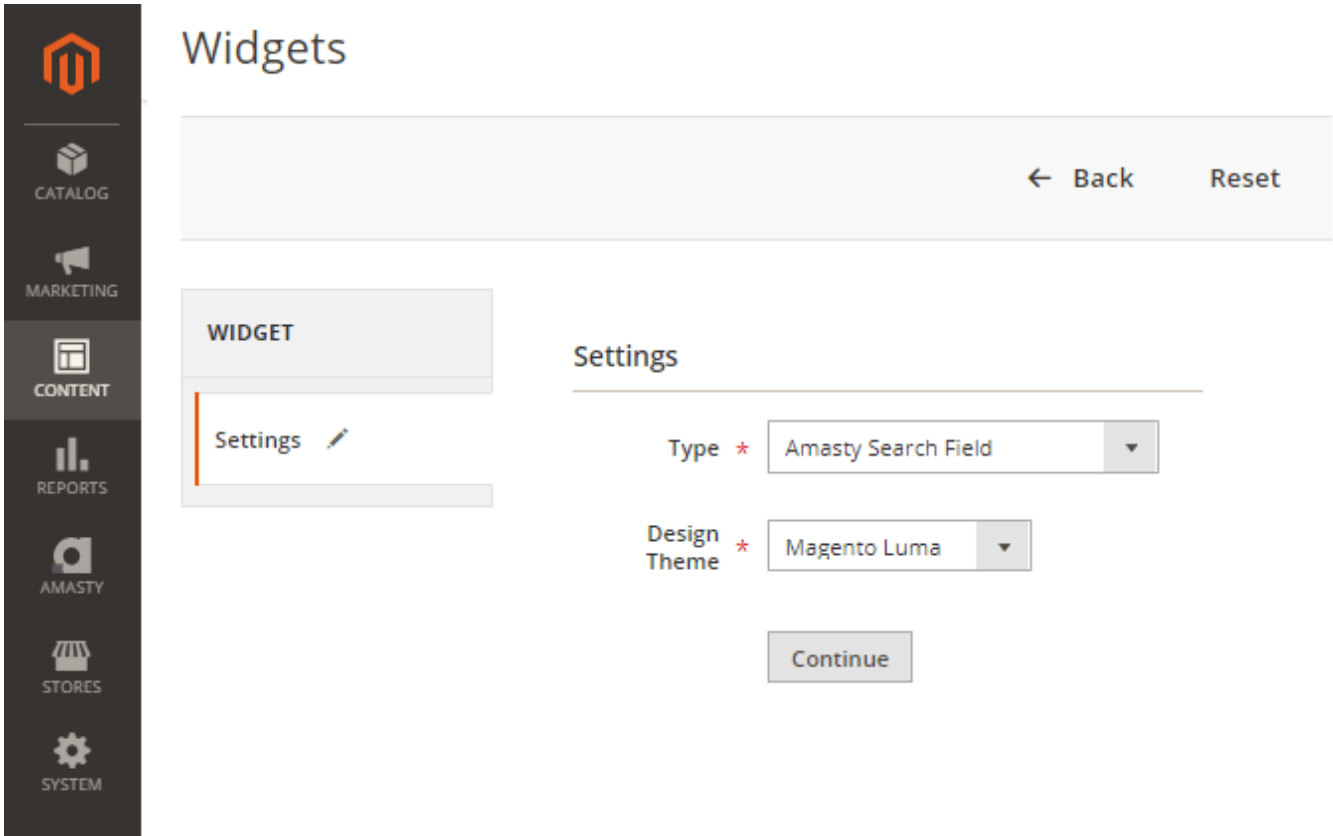 Widgets
← Back Reset
CATALOG
MARKETING
CONTENT
REPORTS
AMASTY
STORES
SYSTEM
WIDGET
Settings
Settings
Type * Amasty Search Field
Design
Theme * Magento Luma
Continue